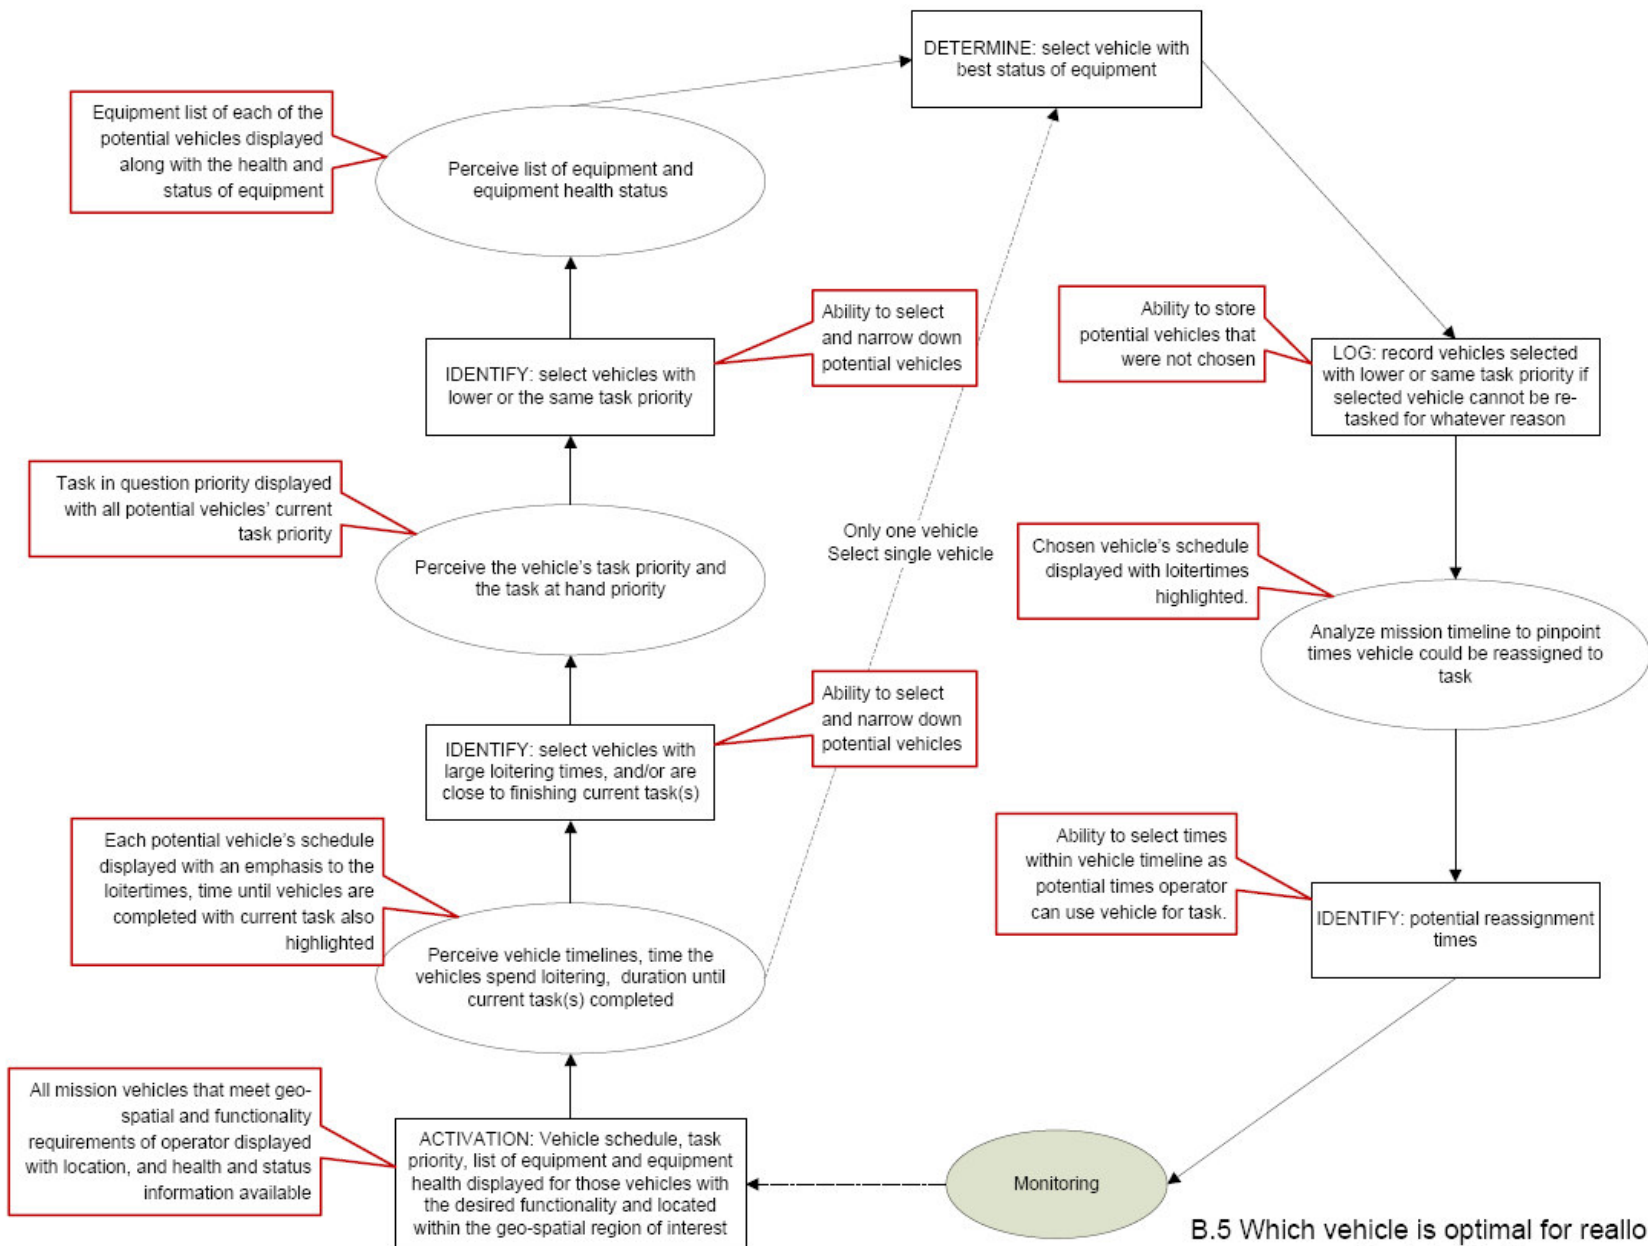 DETERMINE: select vehicle with
best status of equipment
Equipment list of each of the
potential vehicles displayed
along with the health and
status of equipment
Perceive list of equipment and
equipment health status
Ability to select
and narrow down
potential vehicles
IDENTIFY: select vehicles with
lower or the same task priority
Ability to store
potential vehicles that
were not chosen
LOG: record vehicles selected
with lower or same task priority if
selected vehicle cannot be re-
tasked for whatever reason
Task in question priority displayed
with all potential vehicles' current
task priority
Perceive the vehicle's task priority and
the task at hand priority
Only one vehicle
Select single vehicle
Chosen vehicle's schedule
displayed with loitertimes
highlighted.
Analyze mission timeline to pinpoint
times vehicle could be reassigned to
task
Ability to select
and narrow down
potential vehicles
IDENTIFY: select vehicles with
large loitering times, and/or are
close to finishing current task(s)
Each potential vehicle's schedule
displayed with an emphasis to the
loitertimes, time until vehicles are
completed with current task also
highlighted
Perceive vehicle timelines, time the
vehicles spend loitering, duration until
current task(s) completed
Ability to select times
within vehicle timeline as
potential times operator
can use vehicle for task.
IDENTIFY: potential reassignment
times
All mission vehicles that meet geo-
spatial and functionality
requirements of operator displayed
with location, and health and status
information available
ACTIVATION: Vehicle schedule, task
priority, list of equipment and equipment
health displayed for those vehicles with
the desired functionality and located
within the geo-spatial region of interest
Monitoring
B.5 Which vehicle is optimal for reallo